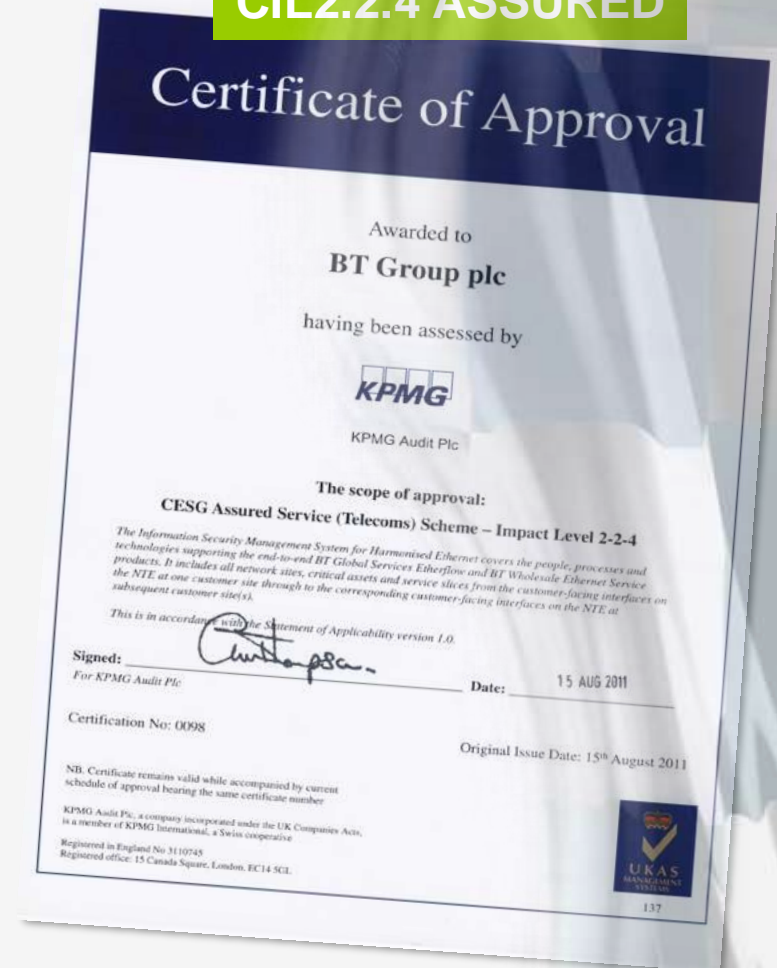 CIL2.2.4 ASSURED
Certificate of Approval
Awarded to
BT Group plc
having been assessed by
KPMG
KPMG Audit Plc
The scope of approval:
CESG Assured Service (Telecoms) Scheme – Impact Level 2-2-4
The Information Security Management System for Harmonised Ethernet covers the people, processes and
technologies supporting the end-to-end BT Global Services Etherflow and BT Wholesale Ethernet Service
products. It includes all network sites, critical assets and service slices from the customer-facing interfaces on
the NTE at one customer site through to the corresponding customer-facing interfaces on the NTE at
subsequent customer site(s).
This is in accordance with the Statement of Applicability version 1.0.
Signed:
For KPMG Audit Plc
Date: 15 AUG 2011
Certification No: 0098
Original Issue Date: 15th August 2011
NB. Certificate remains valid while accompanied by current
schedule of approval bearing the same certificate number
KPMG Audit Plc, a company incorporated under the UK Companies Acts,
is a member of KPMG International, a Swiss cooperative
Registered in England No 3110745
Registered office: 15 Canada Square, London, EC14 5GL
UKAS
MANAGEMENT
SYSTEMS
137